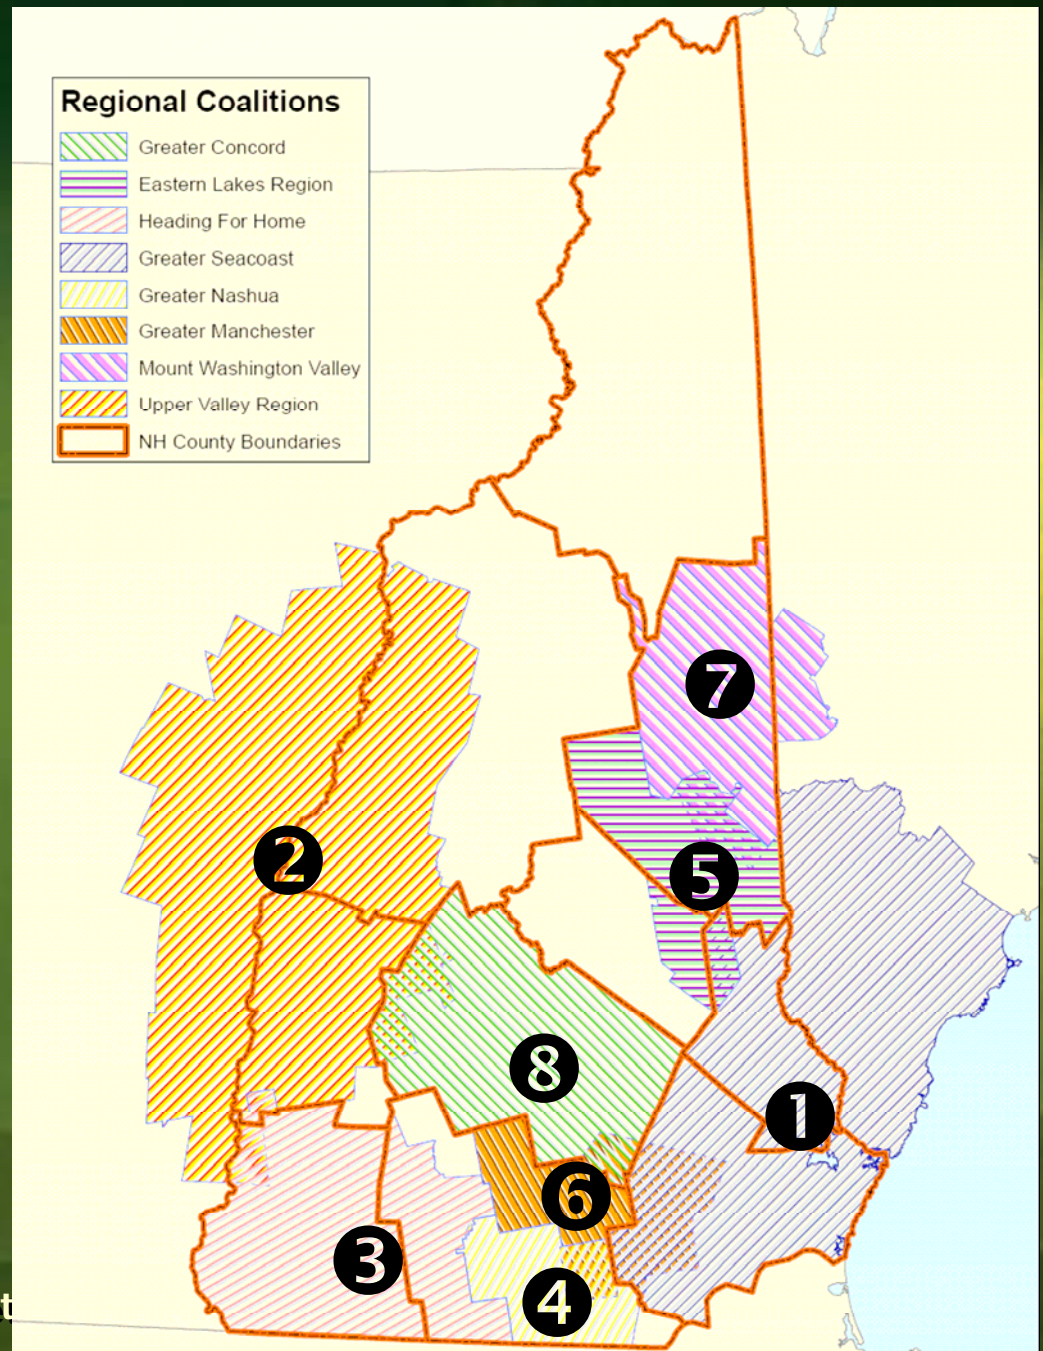 Regional Coalitions
Greater Concord
Eastern Lakes Region
Heading For Home
Greater Seacoast
Greater Nashua
Greater Manchester
Mount Washington Valley
Upper Valley Region
NH County Boundaries
7
2
5
8
1
6
3
4
t